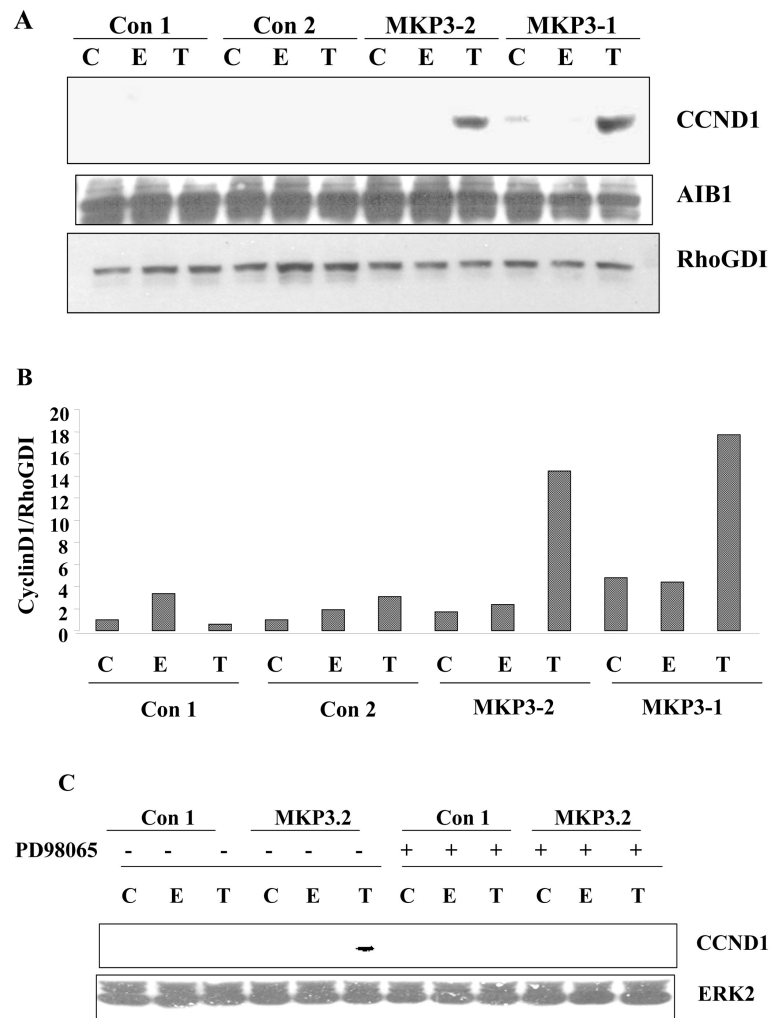 A
Con 1 Con 2 MKP3-2 MKP3-1
C E T C E T C E T C E T
CCND1
AIB1
RhoGDI
B
CyclinD1/RhoGDI
20
18
14
16
12
10
8
6
4
2
0
C E T C E T C E T C E T
Con 1 Con 2 MKP3-2 MKP3-1
C
Con 1 MKP3.2 Con 1 MKP3.2
PD98065 - - - - - - + + + + + +
C E T C E T C E T C E T
CCND1
ERK2